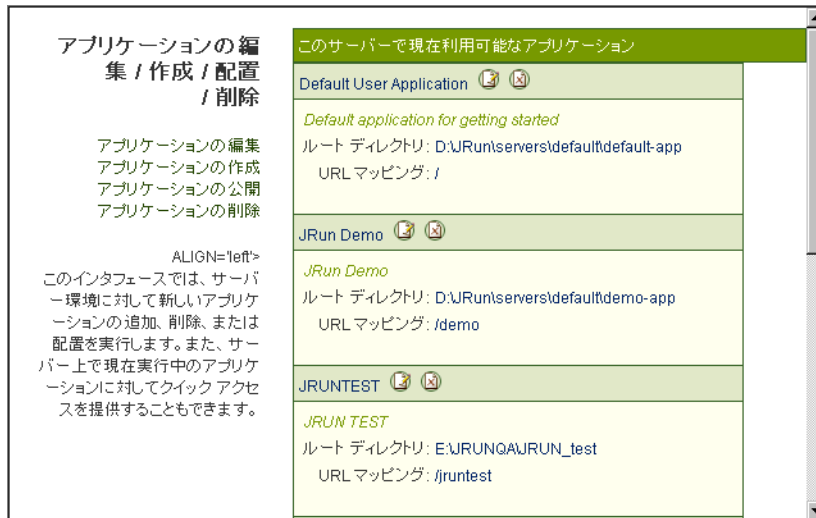 アプリケーションの編
集 / 作成 / 配置
/ 削除
アプリケーションの編集
アプリケーションの作成
アプリケーションの公開
アプリケーションの削除
ALIGN='left'>
このインタフェースでは、サーバ
ー環境に対して新しいアプリケ
ーションの追加、削除、または
配置を実行します。また、サー
バー上で現在実行中のアプリケ
ーションに対してクイック アクセ
スを提供することもできます。
このサーバーで現在利用可能なアプリケーション
Default User Application
Default application for getting started
ルート ディレクトリ: D:\JRun\servers\default\default-app
URL マッピング: /
JRun Demo
JRun Demo
ルート ディレクトリ: D:\JRun\servers\default\demo-app
URL マッピング: /demo
JRUNTEST
JRUN TEST
ルート ディレクトリ: E:\JRUNQA\JRUN_test
URL マッピング: /jruntest